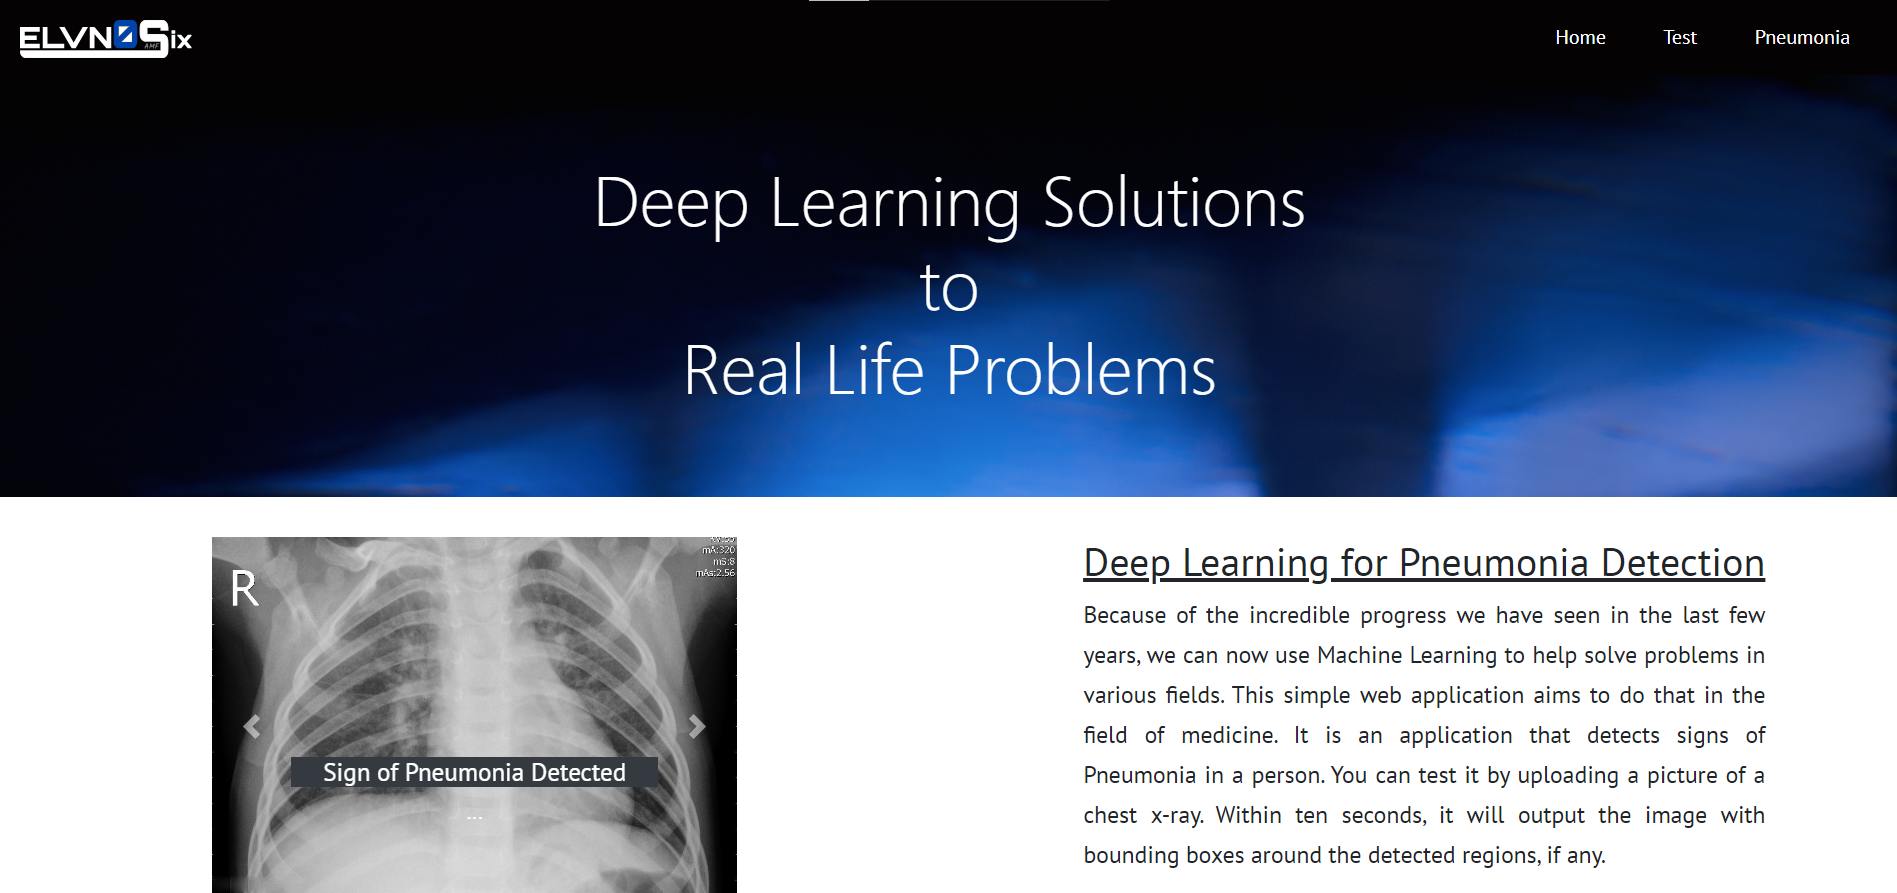 ELVN0Six
AMF
Home Test Pneumonia
Deep Learning Solutions
to
Real Life Problems
R
mA:320
mS:8
mAs:2.56
Sign of Pneumonia Detected
...
Deep Learning for Pneumonia Detection
Because of the incredible progress we have seen in the last few
years, we can now use Machine Learning to help solve problems in
various fields. This simple web application aims to do that in the
field of medicine. It is an application that detects signs of
Pneumonia in a person. You can test it by uploading a picture of a
chest x-ray. Within ten seconds, it will output the image with
bounding boxes around the detected regions, if any.